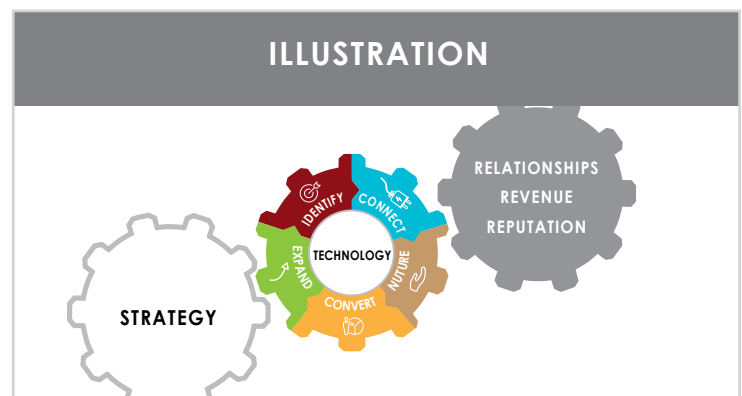 ILLUSTRATION
RELATIONSHIPS
REVENUE
REPUTATION
IDENTIFY
CONNECT
TECHNOLOGY
EXPAND
NUTURE
CONVERT
STRATEGY